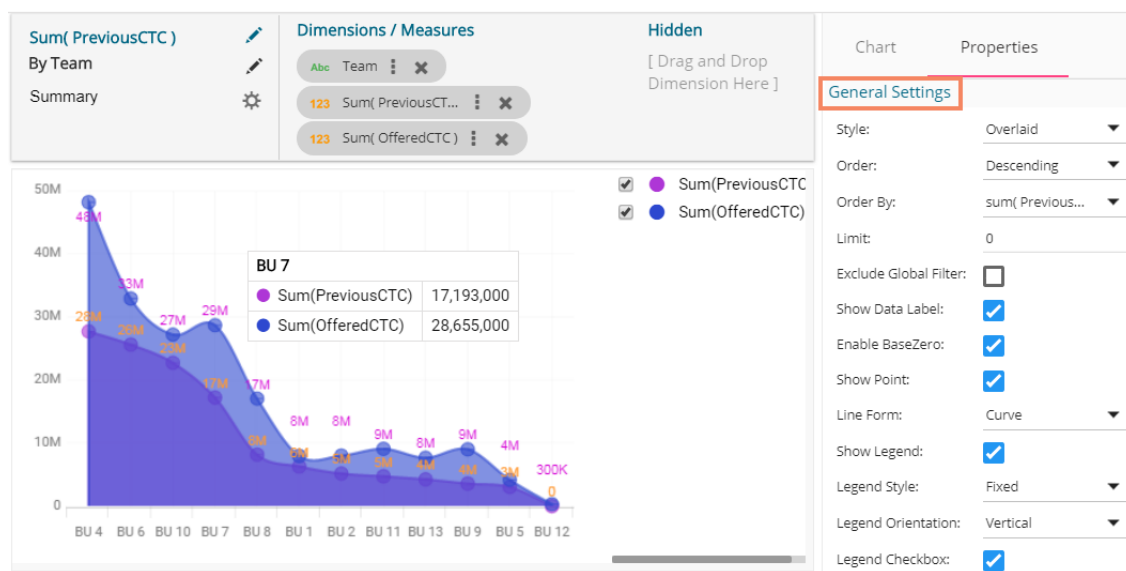 Sum( PreviousCTC )
By Team
Summary
Dimensions / Measures
Abc Team
123 Sum( PreviousCT...
123 Sum( OfferedCTC )
Hidden
[ Drag and Drop
Dimension Here ]
Chart Properties
General Settings
Style: Overlaid
Order: Descending
Order By: sum( Previous...
Limit: 0
Exclude Global Filter:
Show Data Label:
Enable BaseZero:
Show Point:
Line Form: Curve
Show Legend:
Legend Style: Fixed
Legend Orientation: Vertical
Legend Checkbox:
Sum(PreviousCTC
Sum(OfferedCTC)
50M
40M
30M
20M
10M
0
48M
33M
27M
29M
17M
8M
8M
9M
8M
9M
4M
300K
28M
26M
23M
17M
8M
6M
5M
5M
4M
4M
3M
0
BU 7
Sum(PreviousCTC) 17,193,000
Sum(OfferedCTC) 28,655,000
BU 4 BU 6 BU 10 BU 7 BU 8 BU 1 BU 2 BU 11 BU 13 BU 9 BU 5 BU 12